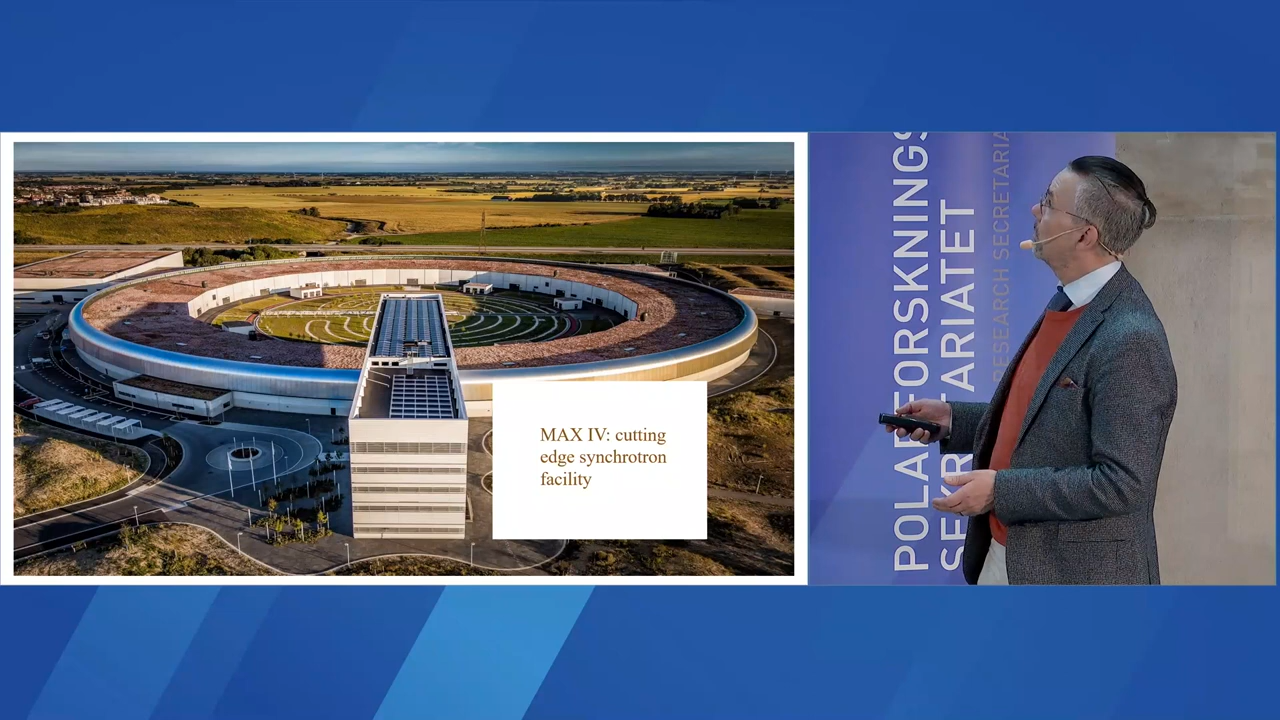 MAX IV: cutting
edge synchrotron
facility
POLARFORSKNINGS
SEKRETARIATET
RESEARCH SECRETARIA